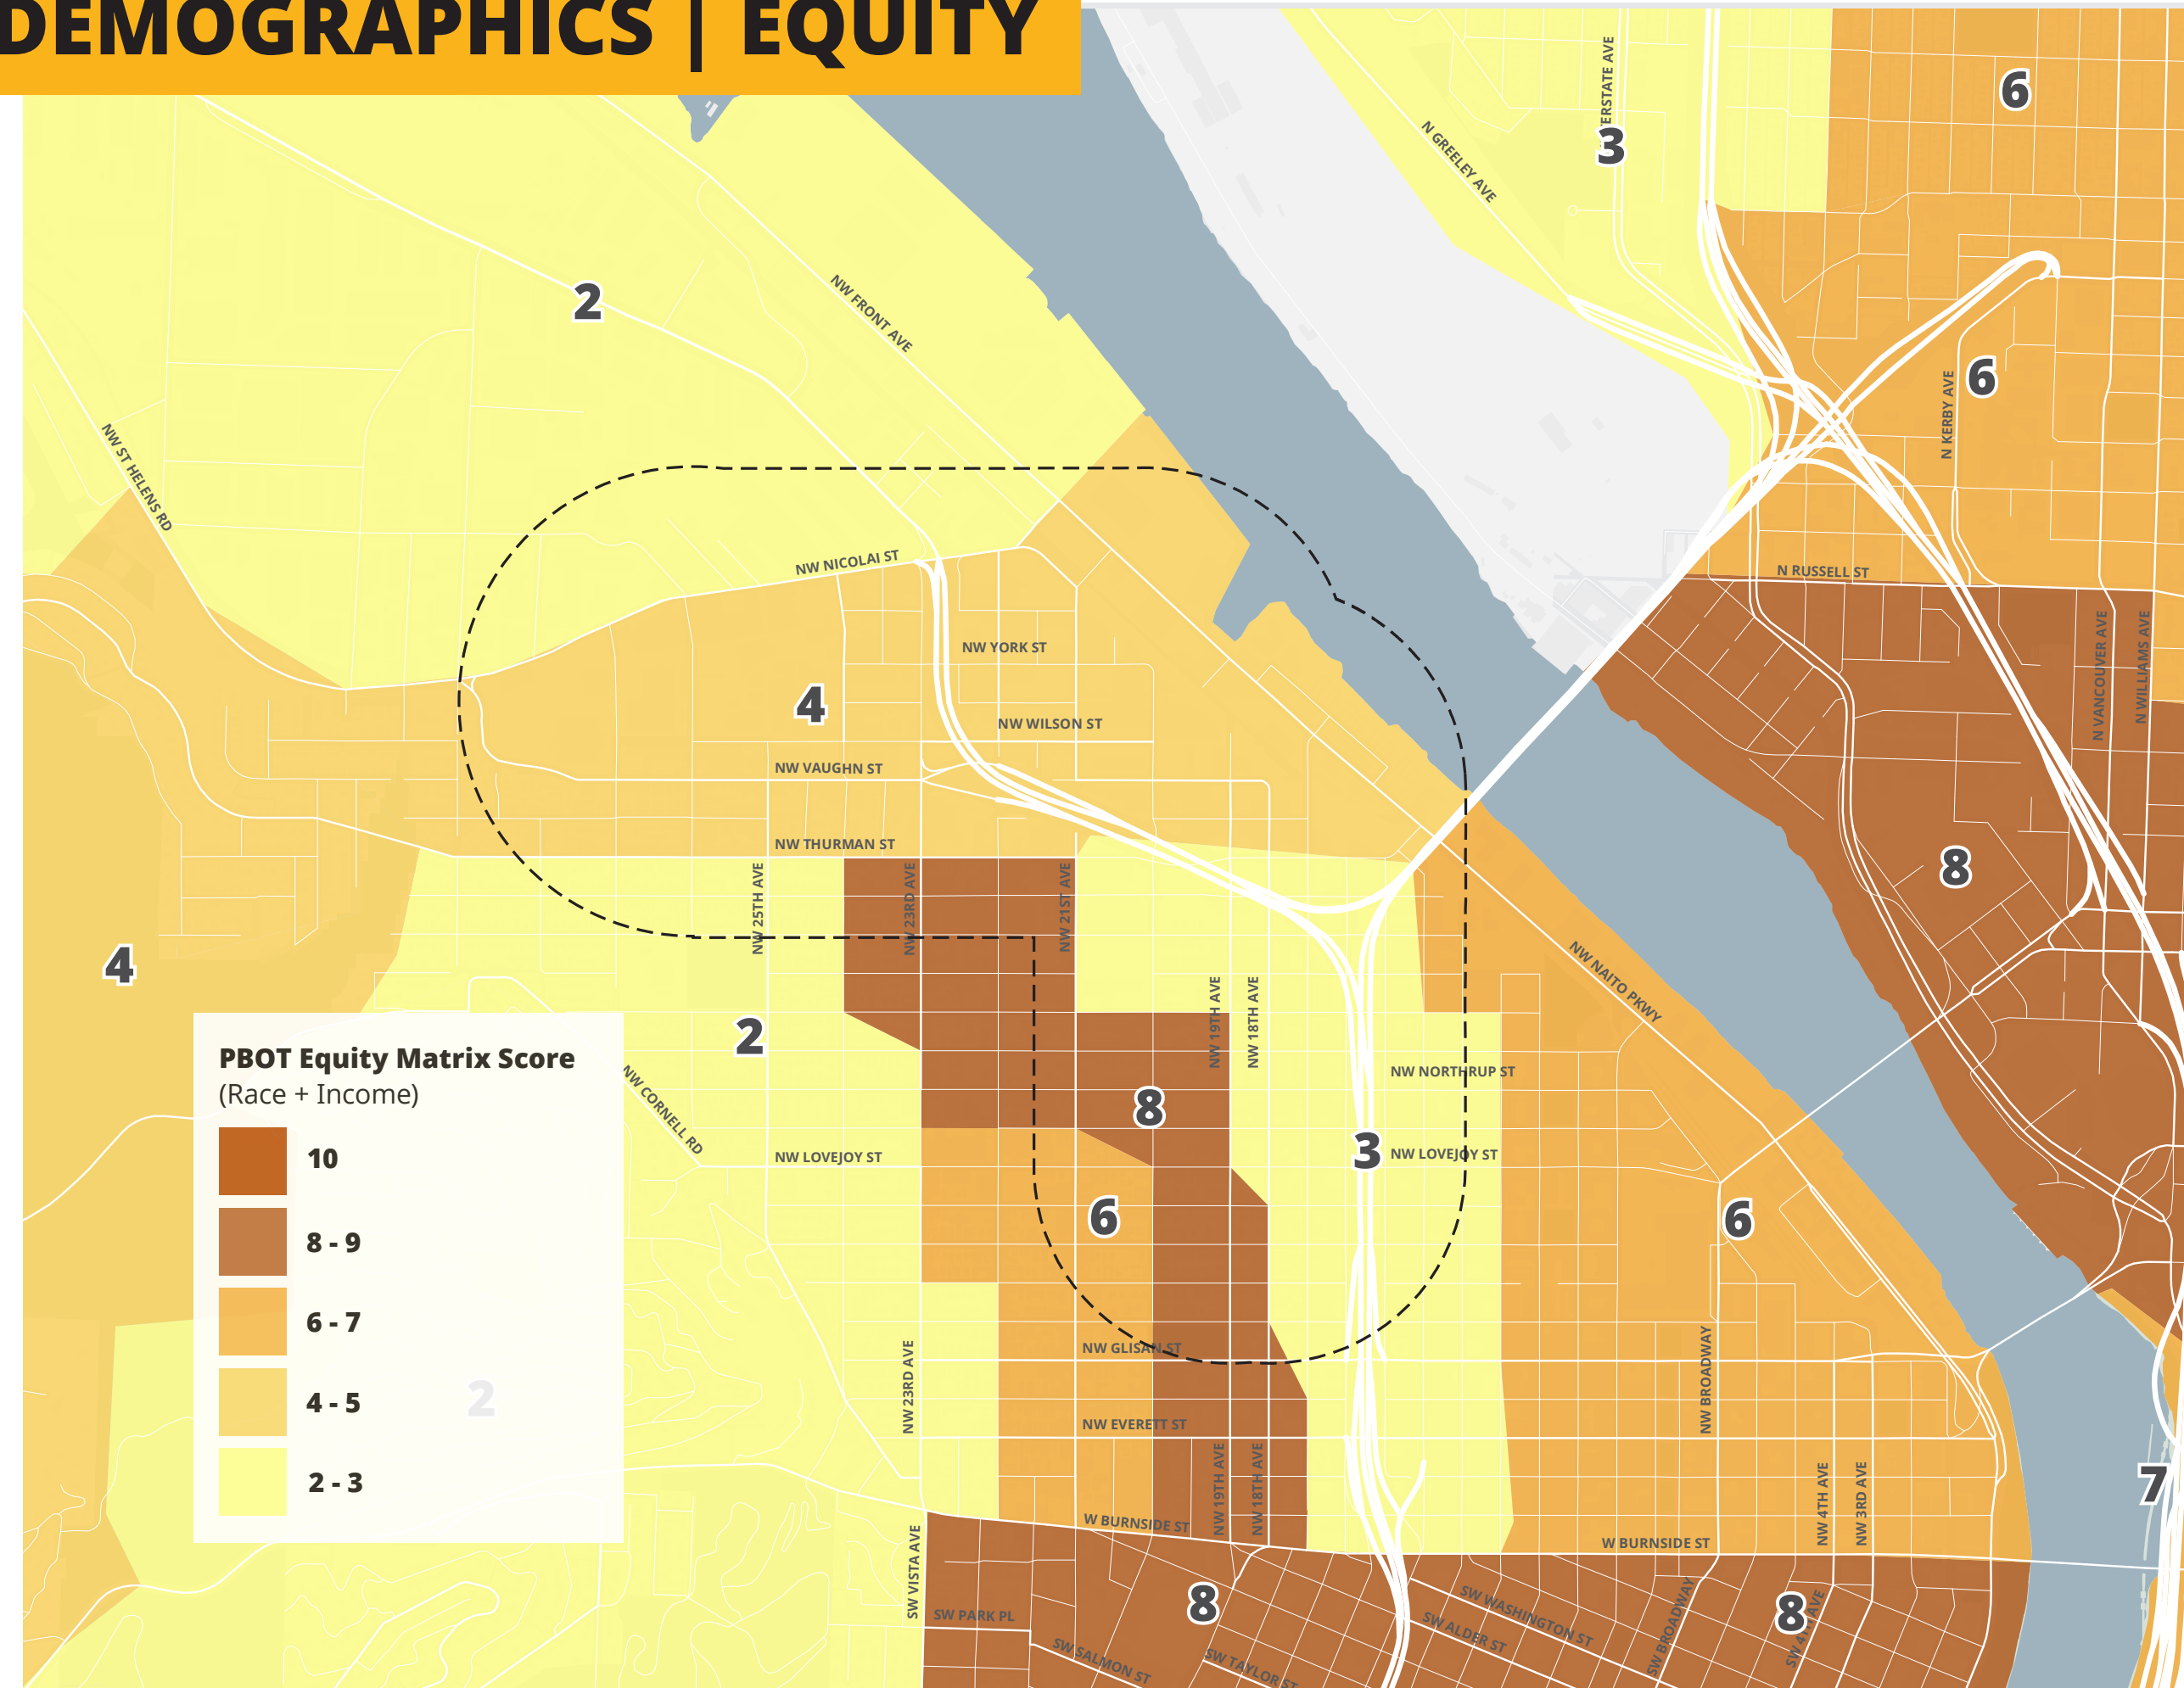 DEMOGRAPHICS | EQUITY
6
3
N GREELEY AVE
2
NW FRONT AVE
6
N KERBY AVE
NW ST HELENS RD
NW NICOLAI ST
N RUSSELL ST
NW YORK ST
N VANCOUVER AVE
N WILLIAMS AVE
4
NW WILSON ST
NW VAUGHN ST
NW THURMAN ST
NW 25TH AVE
NW 23RD AVE
NW 21ST AVE
8
4
NW NAITO PKWY
NW 19TH AVE
NW 18TH AVE
2
NW CORNELL RD
NW NORTHRUP ST
8
3
NW LOVEJOY ST
NW LOVEJOY ST
6
6
PBOT Equity Matrix Score
(Race + Income)
10
8 - 9
6 - 7
4 - 5
2 - 3
2
NW GLISAN ST
NW 23RD AVE
NW BROADWAY
NW EVERETT ST
NW 19TH AVE
NW 18TH AVE
NW 4TH AVE
NW 3RD AVE
7
W BURNSIDE ST
W BURNSIDE ST
SW VISTA AVE
8
8
SW PARK PL
SW WASHINGTON ST
SW ALDER ST
SW BROADWAY
SW SALMON ST
SW TAYLOR ST